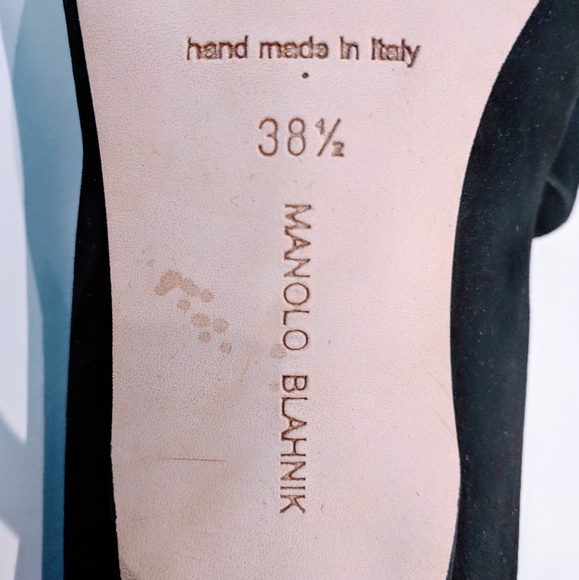 hand made in Italy
38½
MANOLO BLAHNIK